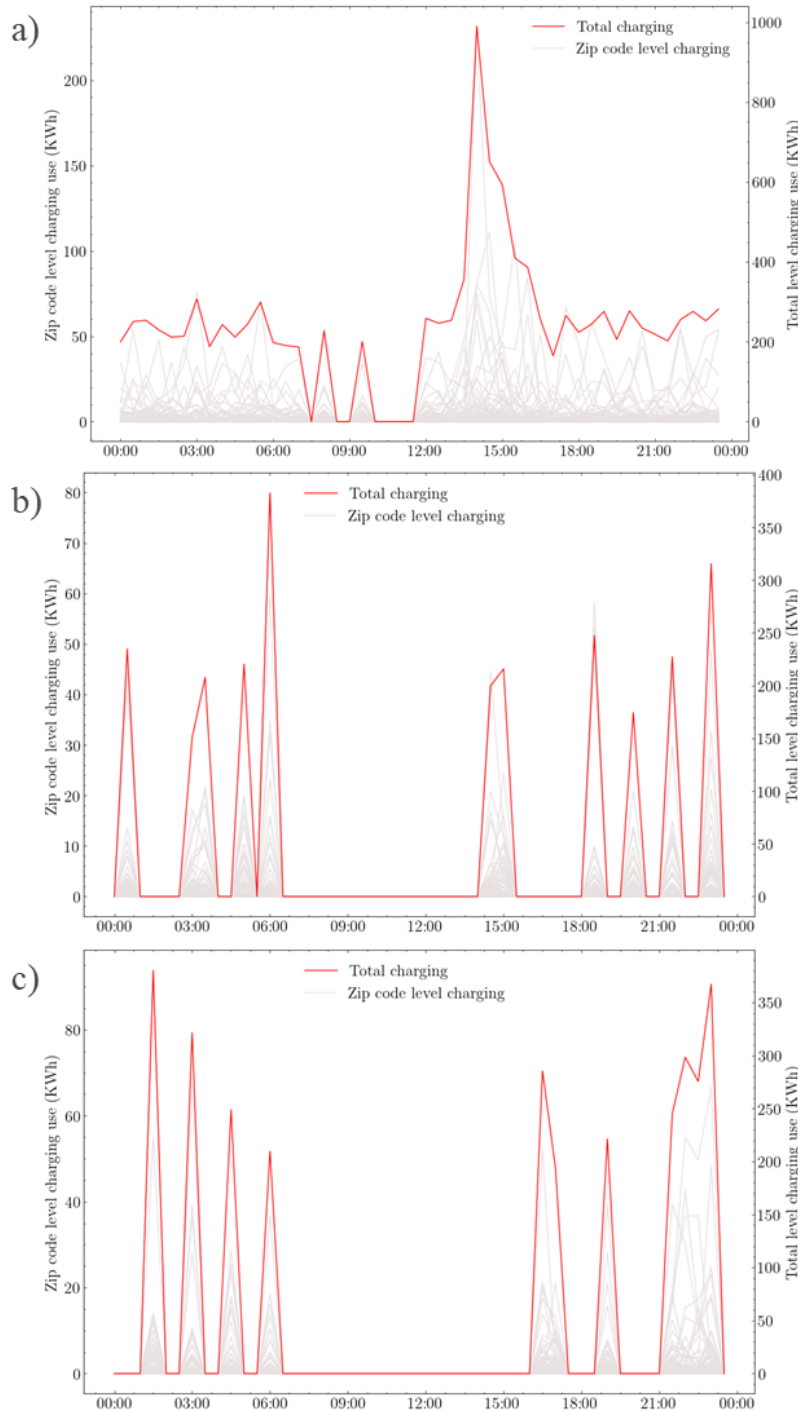 a)
Total charging
Zip code level charging
Zip code level charging use (KWh)
Total level charging use (KWh)
200
150
100
50
0
1000
800
600
400
200
0
00:00 03:00 06:00 09:00 12:00 15:00 18:00 21:00 00:00
b)
Total charging
Zip code level charging
Zip code level charging use (KWh)
Total level charging use (KWh)
80
70
60
50
40
30
20
10
0
400
350
300
250
200
150
100
50
0
00:00 03:00 06:00 09:00 12:00 15:00 18:00 21:00 00:00
c)
Total charging
Zip code level charging
Zip code level charging use (KWh)
Total level charging use (KWh)
80
60
40
20
0
350
300
250
200
150
100
50
0
00:00 03:00 06:00 09:00 12:00 15:00 18:00 21:00 00:00